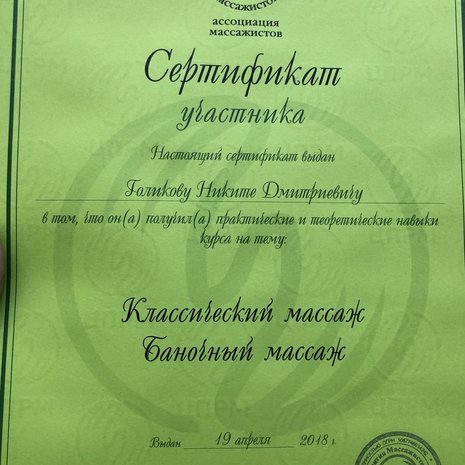 ассоциация
массажистов
Сертификат
участника
Настоящий сертификат выдан
Голикову Никите Дмитриевичу
в том, что он(а) получил(а) практические и теоретические навыки
курса на тему:
Классический массаж
Баночный массаж
Выдан 19 апреля 2018 г.